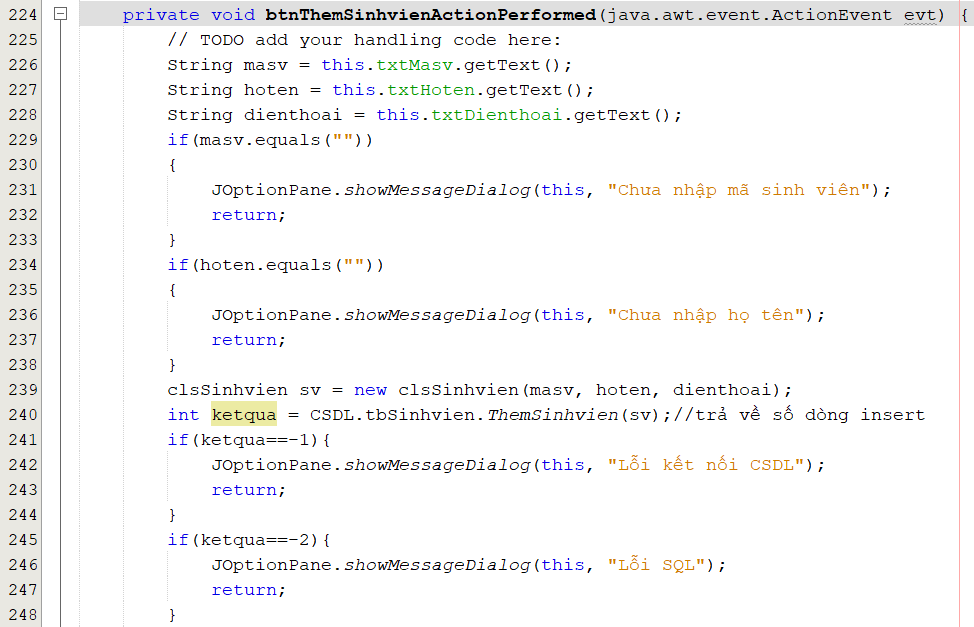 224 private void btnThemSinhvienActionPerformed(java.awt.event.ActionEvent evt) {
225 // TODO add your handling code here:
226 String masv = this.txtMasv.getText();
227 String hoten = this.txtHoten.getText();
228 String dienthoai = this.txtDienthoai.getText();
229 if(masv.equals(""))
230 {
231 JOptionPane.showMessageDialog(this, "Chưa nhập mã sinh viên");
232 return;
233 }
234 if(hoten.equals(""))
235 {
236 JOptionPane.showMessageDialog(this, "Chưa nhập họ tên");
237 return;
238 }
239 clsSinhvien sv = new clsSinhvien(masv, hoten, dienthoai);
240 int ketqua = CSDL.tbSinhvien.ThemSinhvien(sv);//trả về số dòng insert
241 if(ketqua==-1){
242 JOptionPane.showMessageDialog(this, "Lỗi kết nối CSDL");
243 return;
244 }
245 if(ketqua==-2){
246 JOptionPane.showMessageDialog(this, "Lỗi SQL");
247 return;
248 }